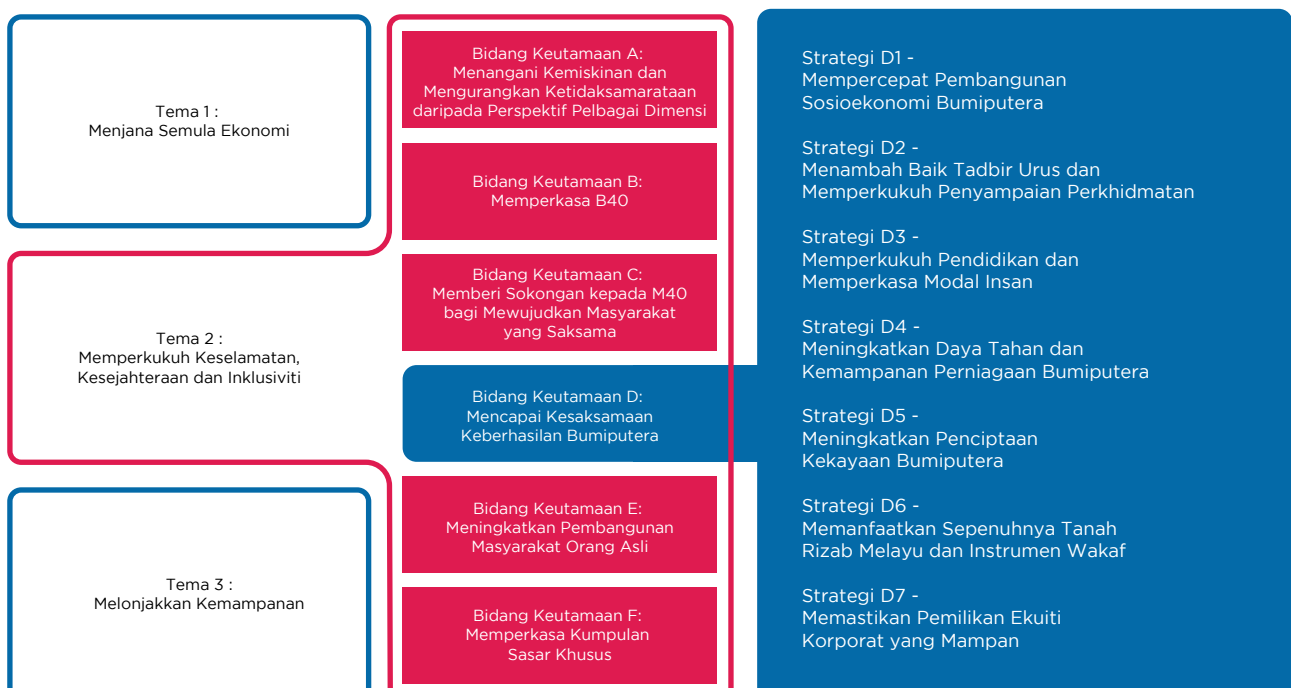 Tema 1 :
Menjana Semula Ekonomi
Tema 2 :
Memperkukuh Keselamatan,
Kesejahteraan dan Inklusiviti
Tema 3 :
Melonjakkan Kemampanan
Bidang Keutamaan A:
Menangani Kemiskinan dan
Mengurangkan Ketidaksamarataan
daripada Perspektif Pelbagai Dimensi
Bidang Keutamaan B:
Memperkasa B40
Bidang Keutamaan C:
Memberi Sokongan kepada M40
bagi Mewujudkan Masyarakat
yang Saksama
Bidang Keutamaan D:
Mencapai Kesaksamaan
Keberhasilan Bumiputera
Bidang Keutamaan E:
Meningkatkan Pembangunan
Masyarakat Orang Asli
Bidang Keutamaan F:
Memperkasa Kumpulan
Sasar Khusus
Strategi D1 -
Mempercepat Pembangunan
Sosioekonomi Bumiputera
Strategi D2 -
Menambah Baik Tadbir Urus dan
Memperkukuh Penyampaian Perkhidmatan
Strategi D3 -
Memperkukuh Pendidikan dan
Memperkasa Modal Insan
Strategi D4 -
Meningkatkan Daya Tahan dan
Kemampanan Perniagaan Bumiputera
Strategi D5 -
Meningkatkan Penciptaan
Kekayaan Bumiputera
Strategi D6 -
Memanfaatkan Sepenuhnya Tanah
Rizab Melayu dan Instrumen Wakaf
Strategi D7 -
Memastikan Pemilikan Ekuiti
Korporat yang Mampan